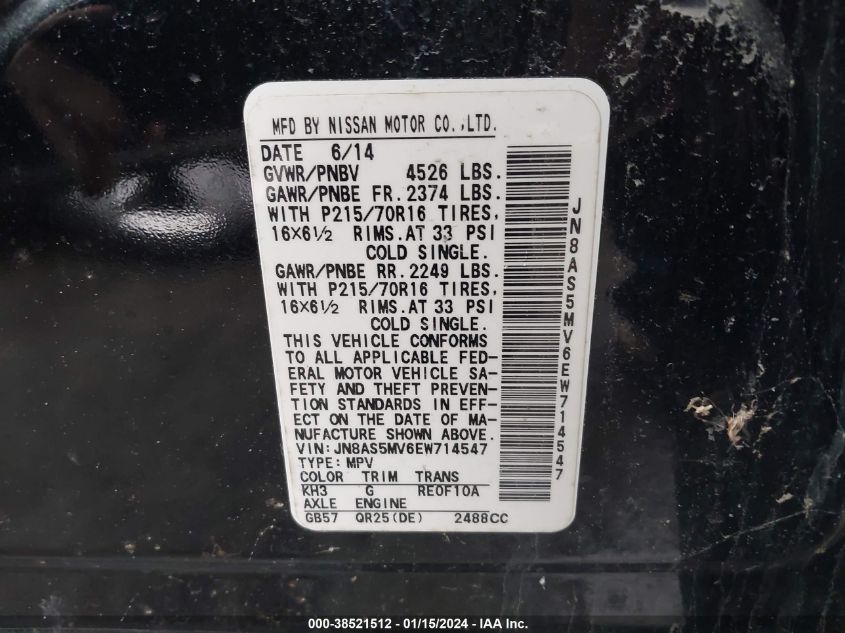 MFD BY NISSAN MOTOR CO.,LTD.
DATE 6/14
GVWR/PNBV 4526 LBS.
GAWR/PNBE FR. 2374 LBS.
WITH P215/70R16 TIRES,
16×6½ RIMS.AT 33 PSI
COLD SINGLE.
GAWR/PNBE RR. 2249 LBS.
WITH P215/70R16 TIRES,
16×6½ RIMS.AT 33 PSI
COLD SINGLE.
THIS VEHICLE CONFORMS
TO ALL APPLICABLE FED-
ERAL MOTOR VEHICLE SA-
FETY AND THEFT PREVEN-
TION STANDARDS IN EFF-
ECT ON THE DATE OF MA-
NUFACTURE SHOWN ABOVE.
VIN: JN8AS5MV6EW714547
TYPE: MPV
COLOR TRIM TRANS
KH3 G RE0F10A
AXLE ENGINE
GB57 QR25(DE) 2488CC
JN8AS5MV6EW714547
000-38521512 - 01/15/2024 - IAA Inc.